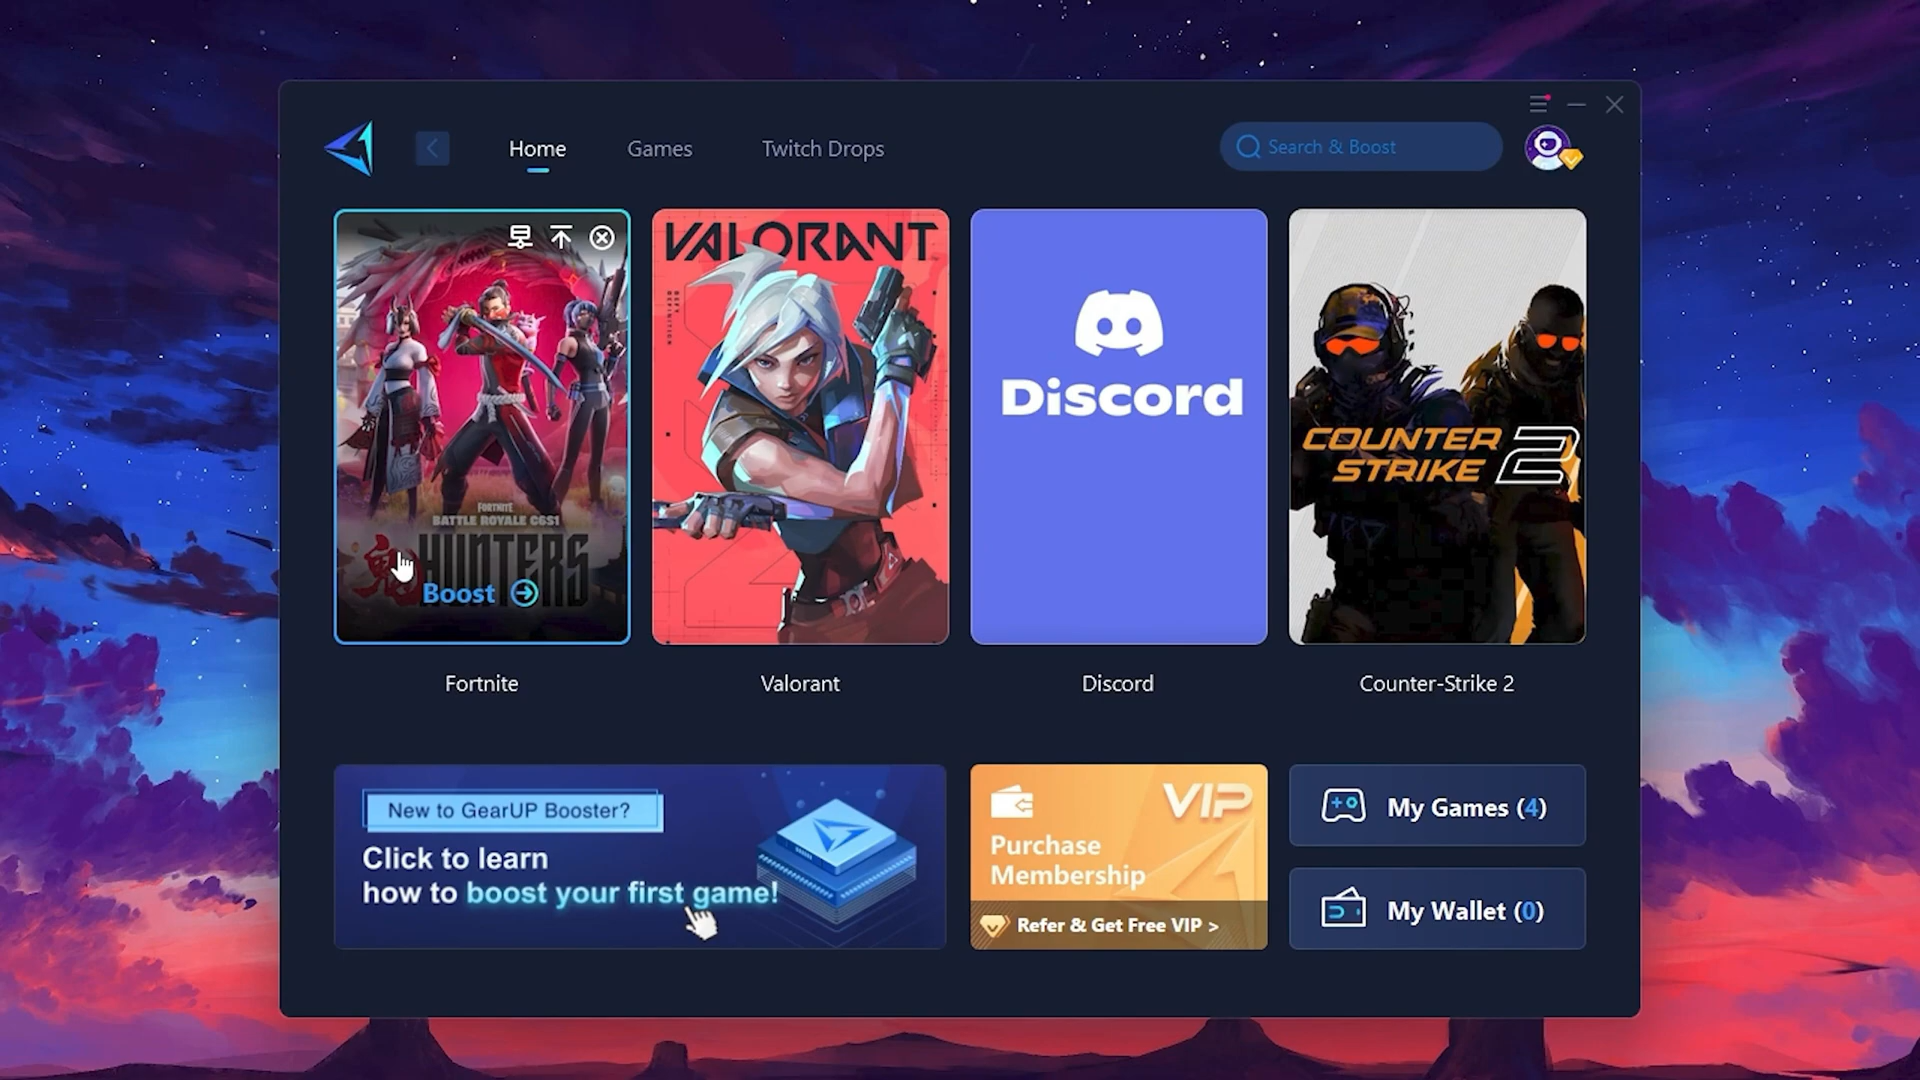 Home
Games
Twitch Drops
Search & Boost
FORTNITE
BATTLE ROYALE C6S1
HUNTERS
鬼
Boost
Fortnite
VALORANT
Valorant
Discord
Discord
COUNTER
STRIKE 2
Counter-Strike 2
New to GearUP Booster?
Click to learn
how to boost your first game!
VIP
Purchase
Membership
Refer & Get Free VIP >
My Games (4)
My Wallet (0)